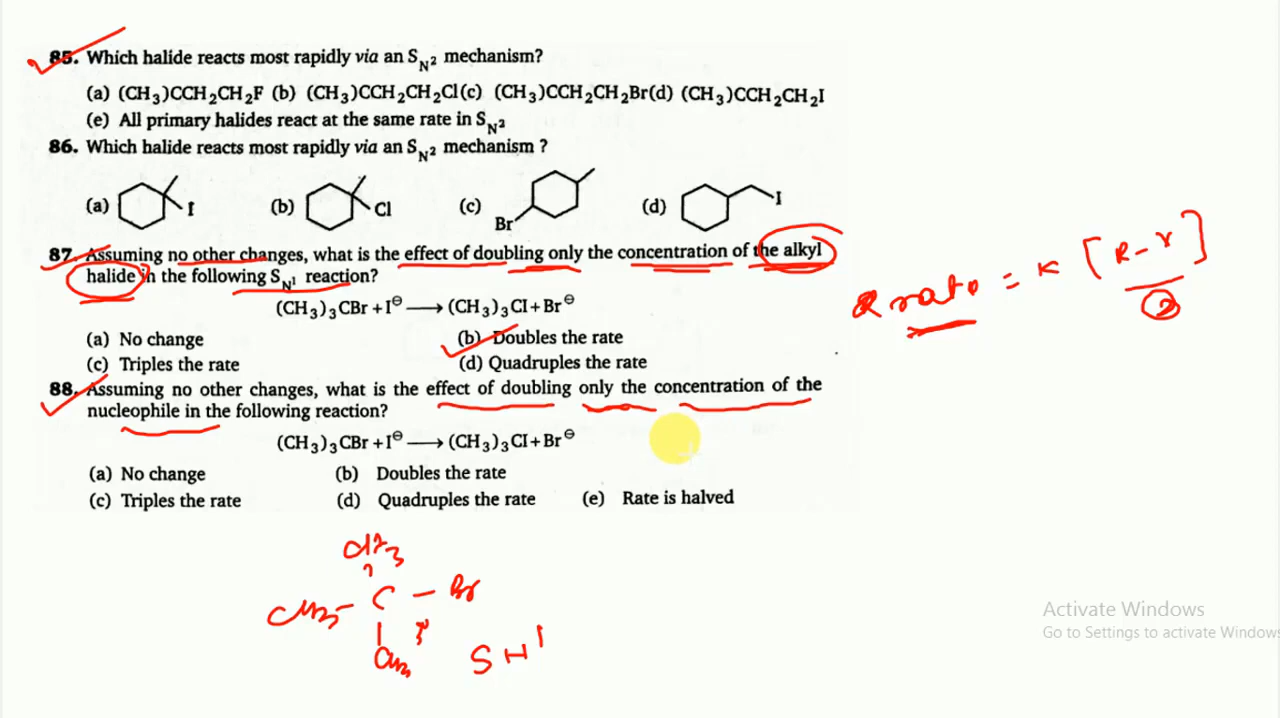 85. Which halide reacts most rapidly via an SN2 mechanism?
(a) (CH3)CCH2CH2F (b) (CH3)CCH2CH2Cl(c) (CH3)CCH2CH2Br(d) (CH3)CCH2CH2I
(e) All primary halides react at the same rate in SN2
86. Which halide reacts most rapidly via an SN2 mechanism ?
(a) I (b) Cl (c) Br (d) I
87. Assuming no other changes, what is the effect of doubling only the concentration of the alkyl
halide in the following SN1 reaction?
(CH3)3CBr + I⊖ ⟶ (CH3)3CI + Br⊖
(a) No change (b) Doubles the rate
(c) Triples the rate (d) Quadruples the rate
rate = K [R-X]
2
88. Assuming no other changes, what is the effect of doubling only the concentration of the
nucleophile in the following reaction?
(CH3)3CBr + I⊖ ⟶ (CH3)3CI + Br⊖
(a) No change (b) Doubles the rate
(c) Triples the rate (d) Quadruples the rate (e) Rate is halved
CH3
CH3 - C - Br
CH3 SN1
Activate Windows
Go to Settings to activate Windows